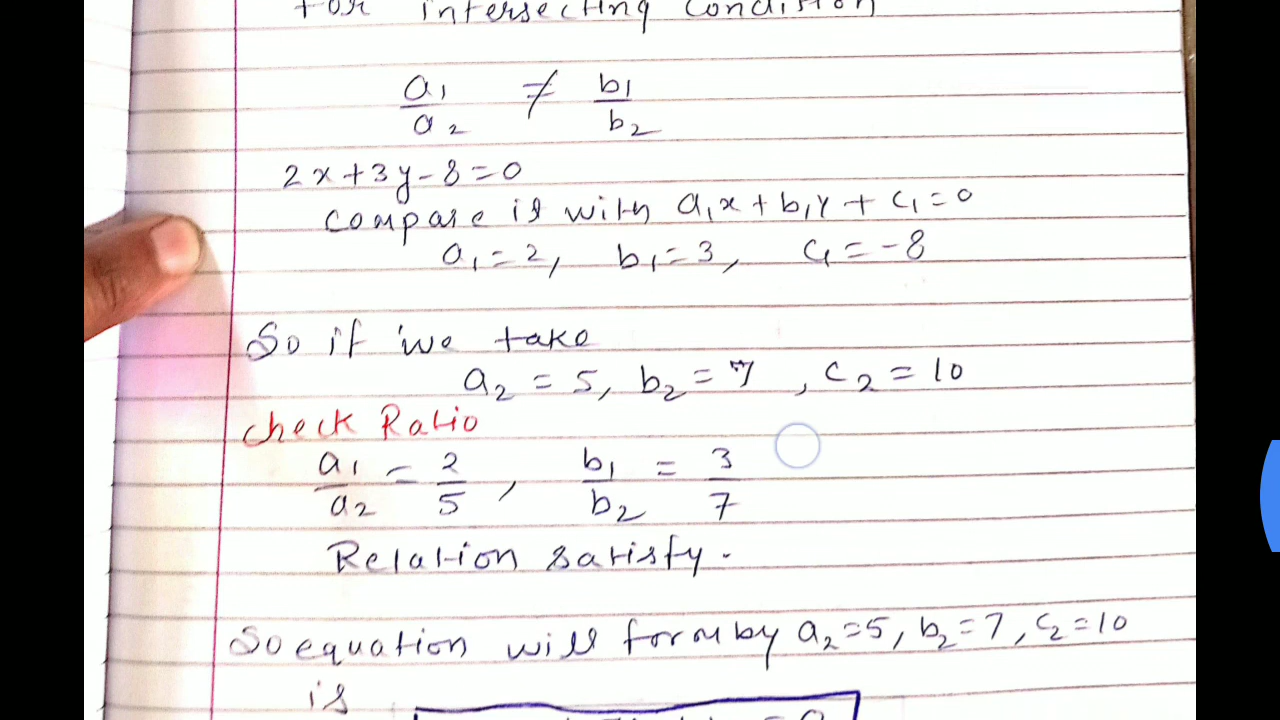 For intersecting condition
a₁/a₂ ≠ b₁/b₂
2x+3y-8=0
compare it with a₁x + b₁y + c₁=0
a₁=2, b₁=3, c₁=-8
So if we take
a₂ = 5, b₂ = 7 , c₂ = 10
check Ratio
a₁/a₂ = 2/5 , b₁/b₂ = 3/7
Relation satisfy.
So equation will form by a₂=5, b₂=7, c₂=10
is